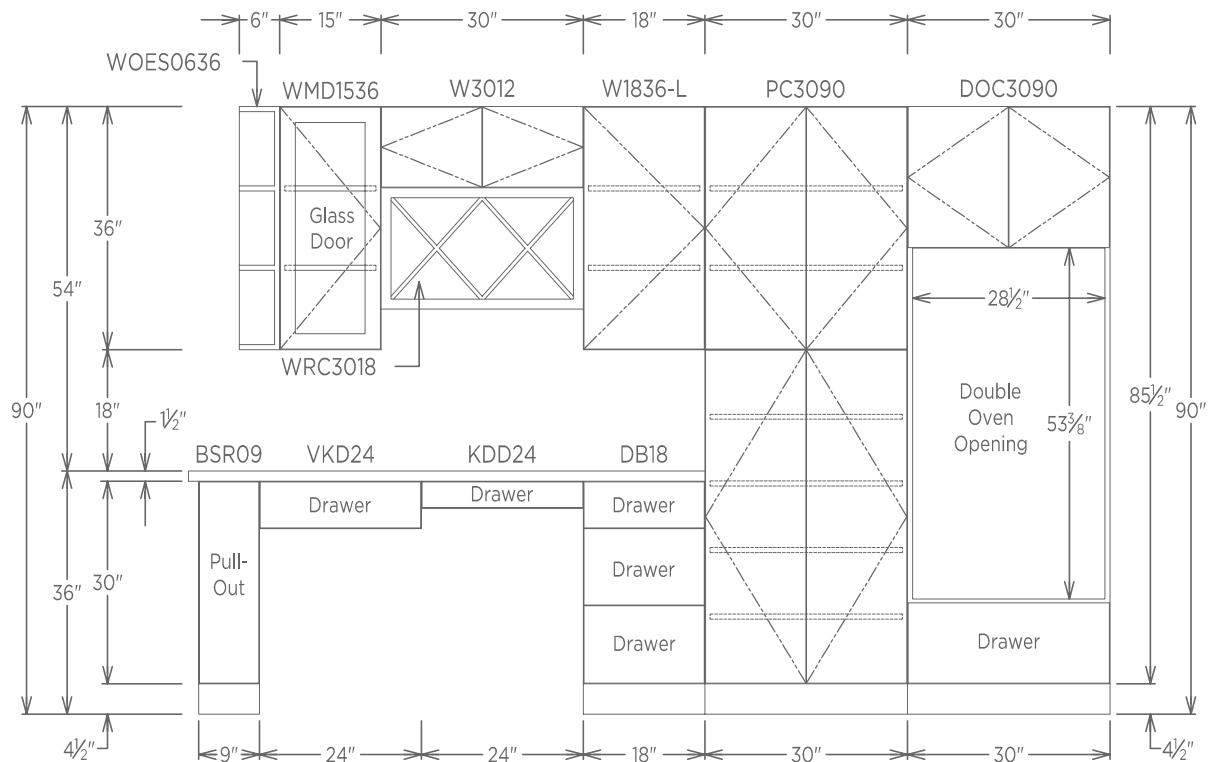 6" 15" 30" 18" 30" 30"
WOES0636
WMD1536 W3012 W1836-L PC3090 DOC3090
Glass
Door
36"
54"
28½"
WRC3018
Double
Oven
Opening
90" 18" 1½" 53⅜" 85½" 90"
BSR09 VKD24 KDD24 DB18
Drawer Drawer Drawer
Pull-
Out
36" 30" Drawer
Drawer Drawer
4½" 9" 24" 24" 18" 30" 30" 4½"